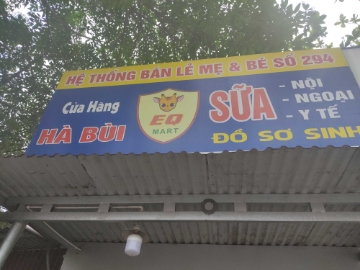 HỆ THỐNG BÁN LẺ MẸ & BÉ SỐ 294
Cửa Hàng
HÀ BÙI
EQ
MART
SỮA
- NỘI
- NGOẠI
- Y TẾ
ĐỒ SƠ SINH